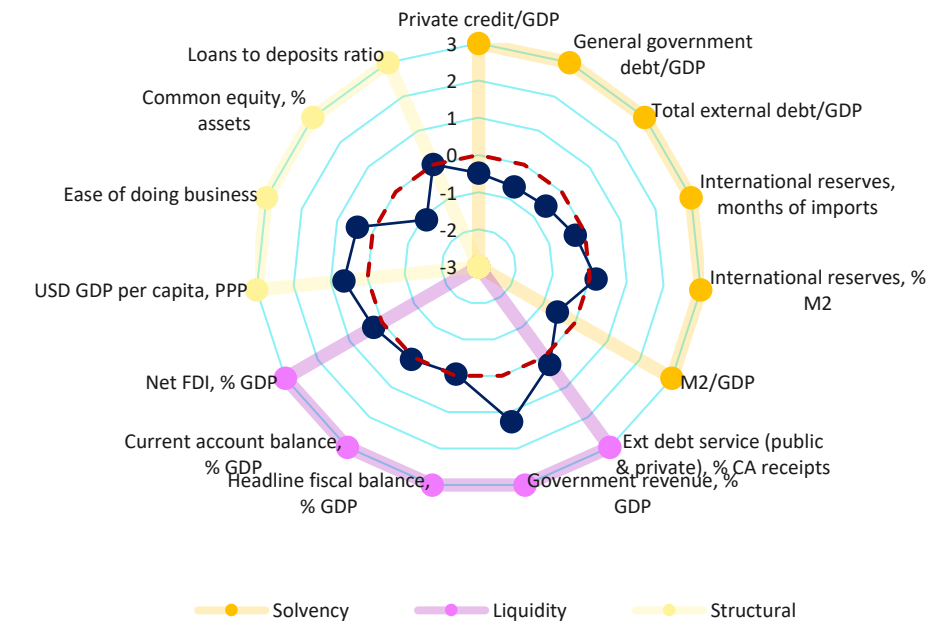 Private credit/GDP
General government
debt/GDP
Total external debt/GDP
International reserves,
months of imports
International reserves, %
M2
M2/GDP
Ext debt service (public
& private), % CA receipts
Government revenue, %
GDP
Headline fiscal balance,
% GDP
Current account balance,
% GDP
Net FDI, % GDP
USD GDP per capita, PPP
Ease of doing business
Common equity, %
assets
Loans to deposits ratio
3
2
1
0
-1
-2
-3
Solvency
Liquidity
Structural